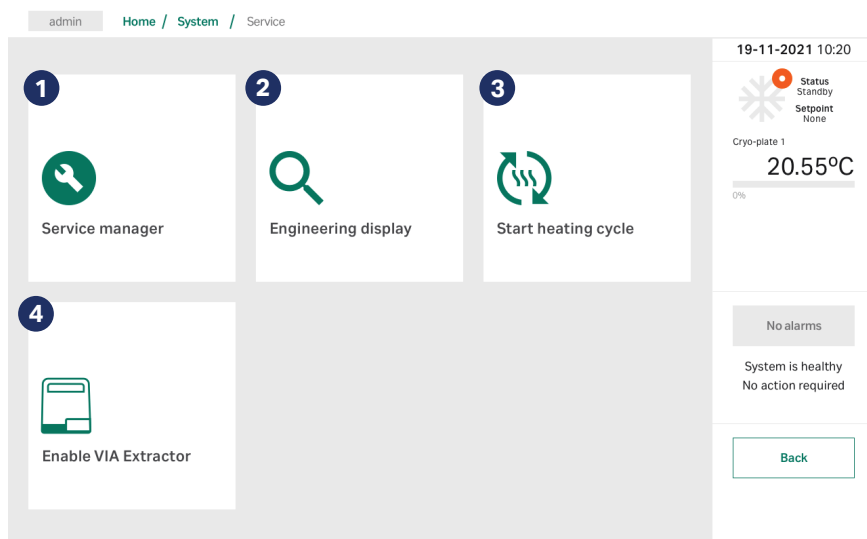 admin Home / System / Service
19-11-2021 10:20
1
2
3
Status
Standby
Setpoint
None
Cryo-plate 1
20.55ºC
0%
Service manager
Engineering display
Start heating cycle
4
Enable VIA Extractor
No alarms
System is healthy
No action required
Back